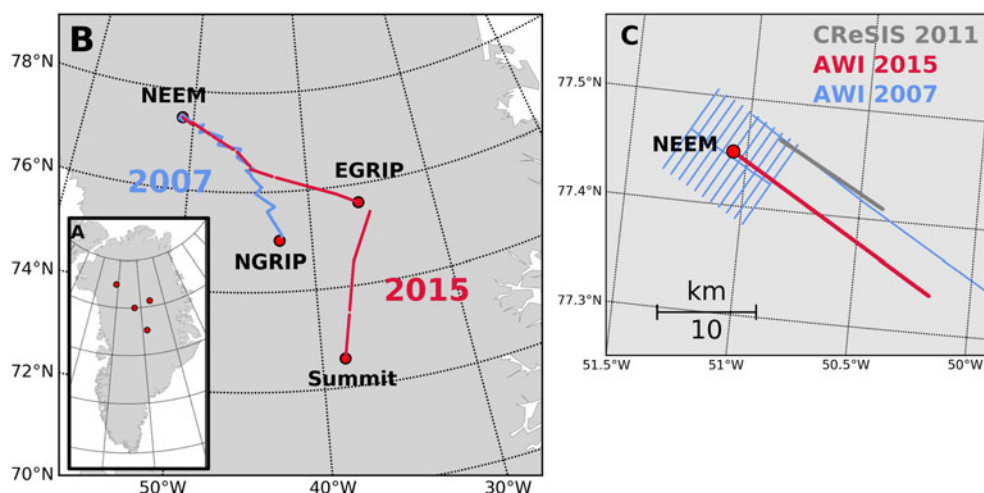 B
78°N
76°N
74°N
72°N
70°N
50°W
40°W
30°W
NEEM
2007
EGRIP
NGRIP
2015
Summit
A
C
CReSIS 2011
AWI 2015
AWI 2007
77.5°N
77.4°N
77.3°N
NEEM
km
10
51.5°W
51°W
50.5°W
50°W